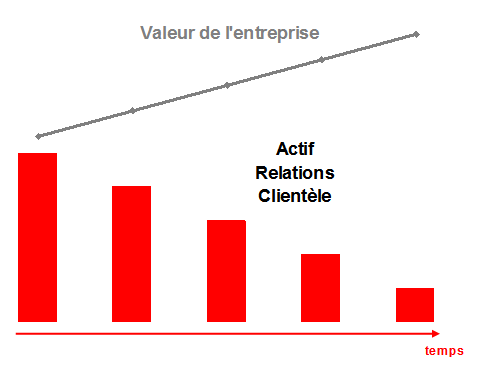 Valeur de l'entreprise
Actif
Relations
Clientèle
temps